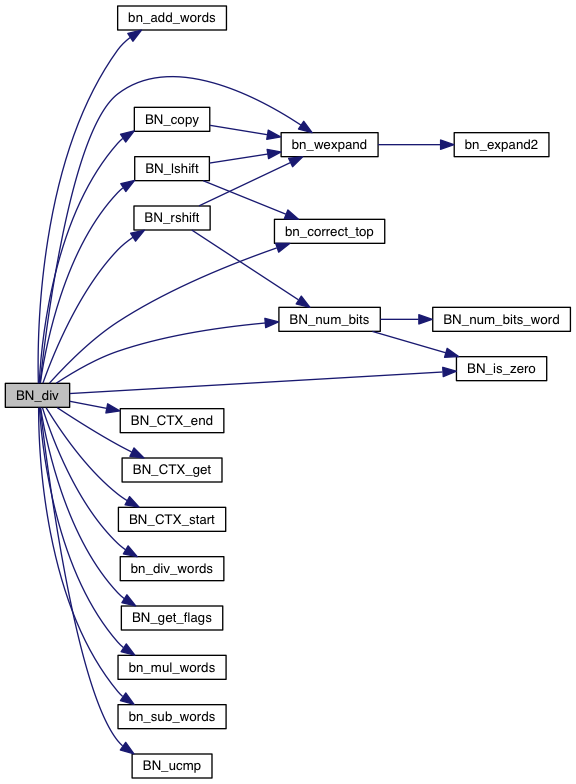 bn_add_words
BN_copy
bn_wexpand
bn_expand2
BN_lshift
BN_rshift
bn_correct_top
BN_num_bits
BN_num_bits_word
BN_is_zero
BN_div
BN_CTX_end
BN_CTX_get
BN_CTX_start
bn_div_words
BN_get_flags
bn_mul_words
bn_sub_words
BN_ucmp